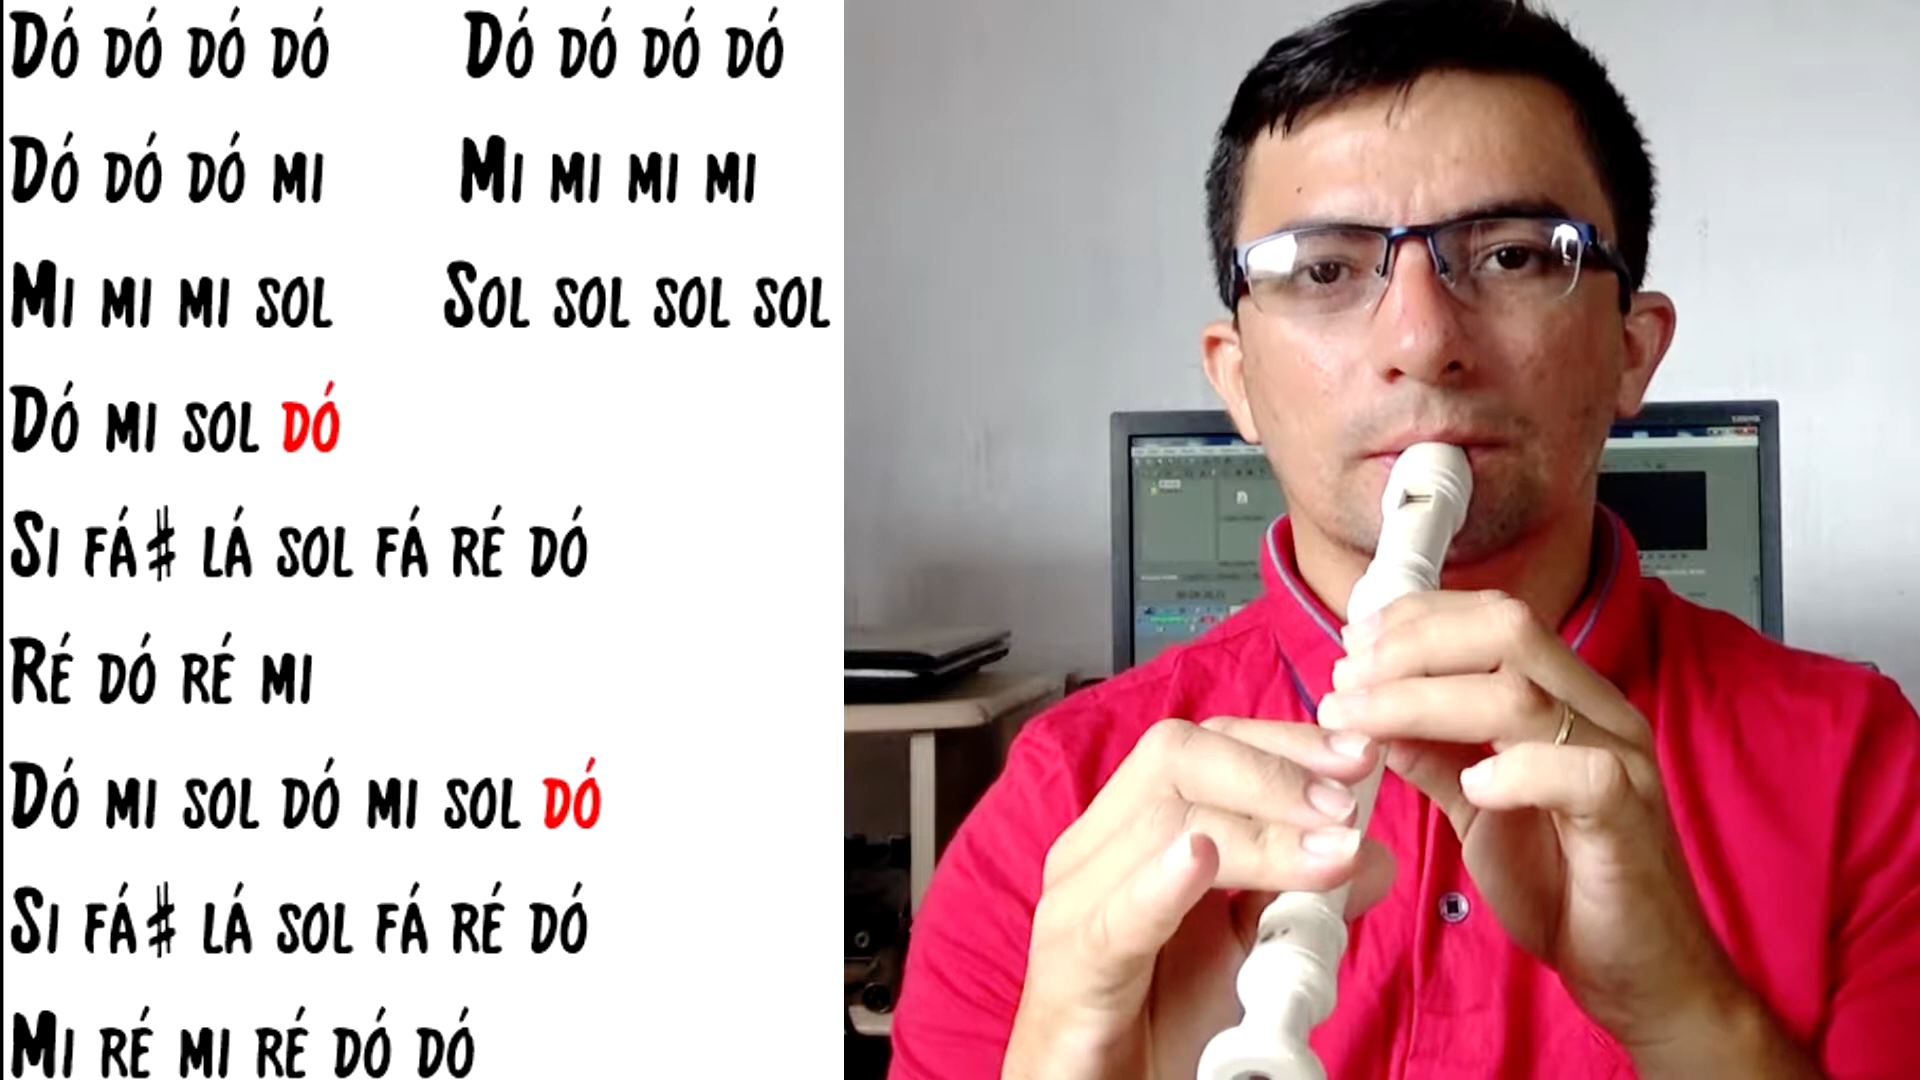 Dó dó dó dó Dó dó dó dó
Dó dó dó mi Mi mi mi mi
Mi mi mi sol Sol sol sol sol
Dó mi sol dó
Si fá# lá sol fá ré dó
Ré dó ré mi
Dó mi sol dó mi sol dó
Si fá# lá sol fá ré dó
Mi ré mi ré dó dó